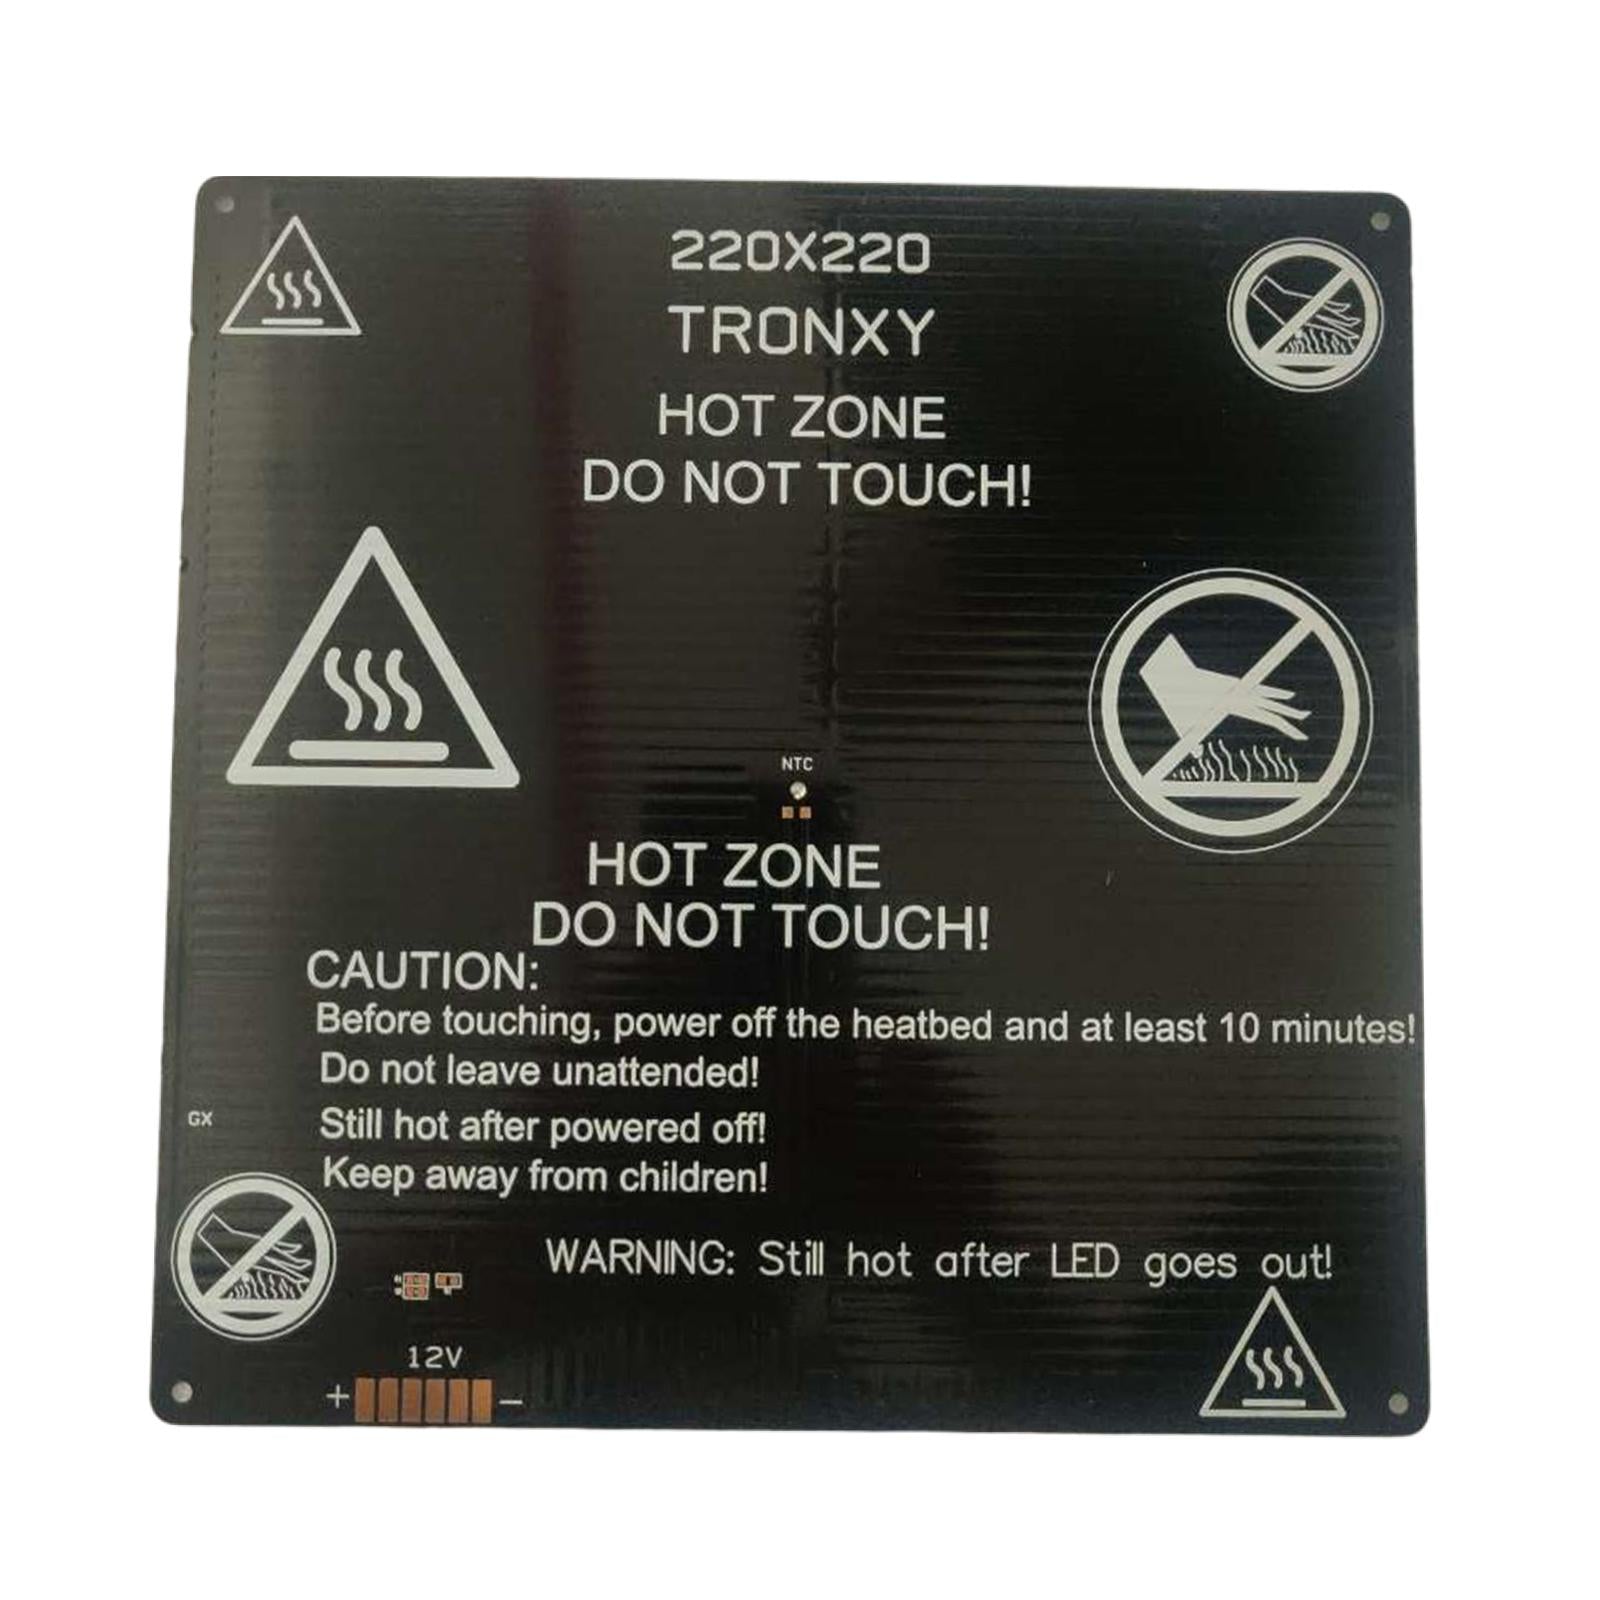 220X220
TRONXY
HOT ZONE
DO NOT TOUCH!
NTC
HOT ZONE
DO NOT TOUCH!
CAUTION:
Before touching, power off the heatbed and at least 10 minutes!
Do not leave unattended!
GX
Still hot after powered off!
Keep away from children!
WARNING: Still hot after LED goes out!
12V
+ −